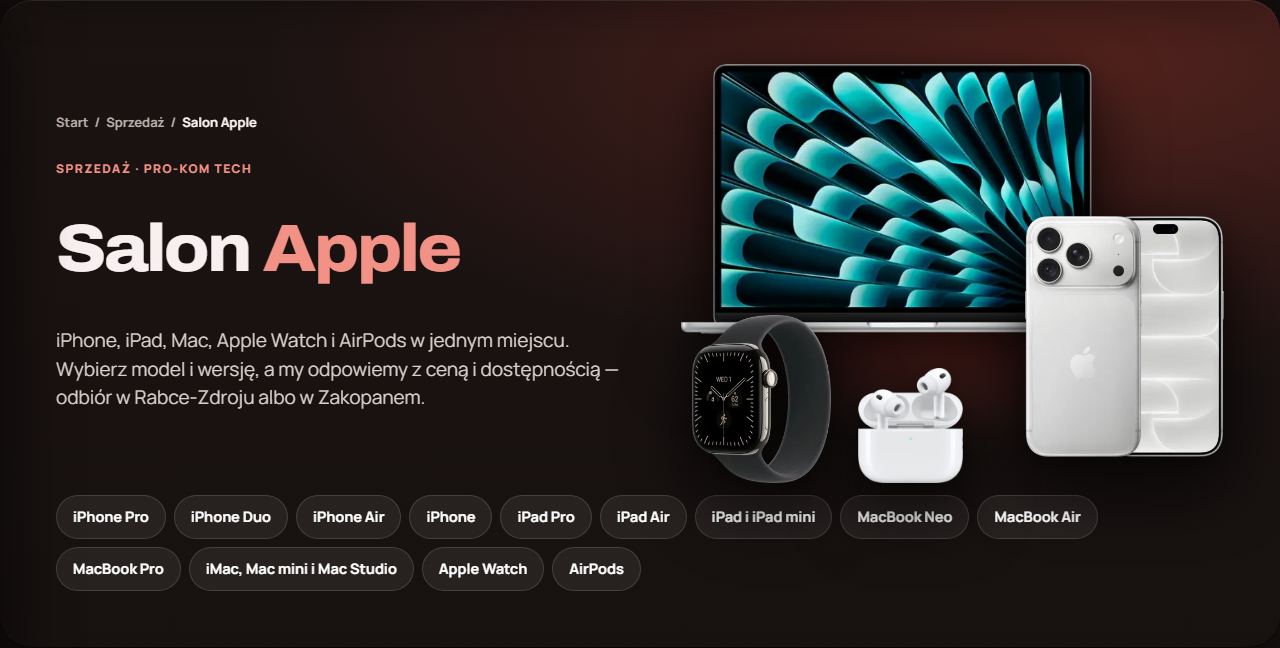 Start / Sprzedaż / Salon Apple
SPRZEDAŻ · PRO-KOM TECH
Salon Apple
iPhone, iPad, Mac, Apple Watch i AirPods w jednym miejscu.
Wybierz model i wersję, a my odpowiemy z ceną i dostępnością —
odbiór w Rabce-Zdroju albo w Zakopanem.
WED 1
iPhone Pro
iPhone Duo
iPhone Air
iPhone
iPad Pro
iPad Air
iPad i iPad mini
MacBook Neo
MacBook Air
MacBook Pro
iMac, Mac mini i Mac Studio
Apple Watch
AirPods